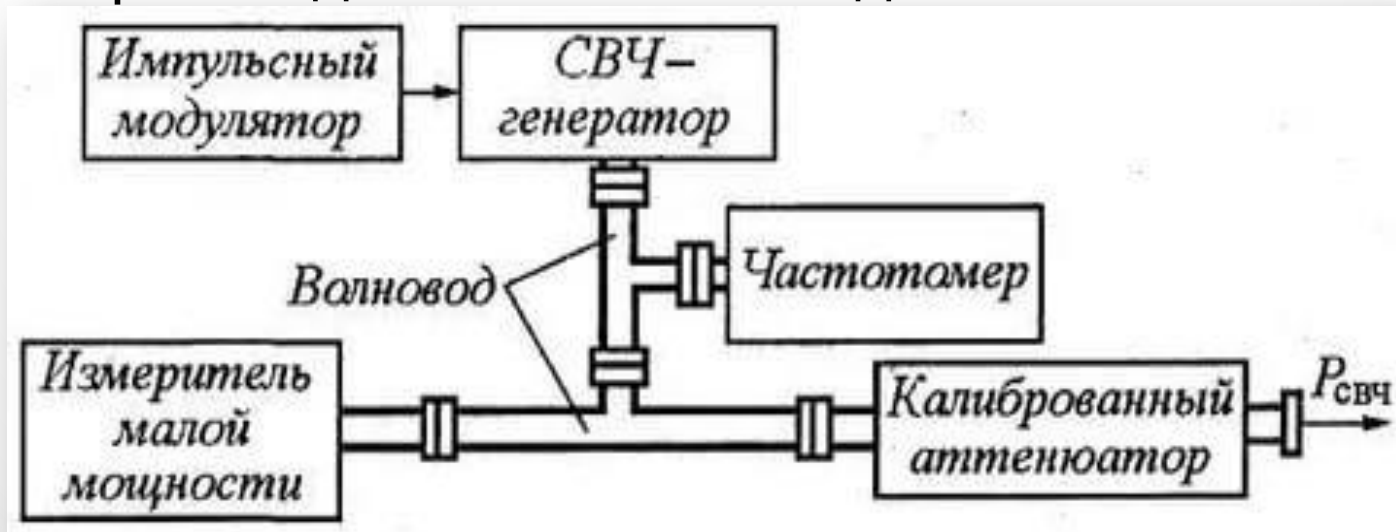 Импульсный
модулятор
СВЧ–
генератор
Волновод
Частотомер
Измеритель
малой
мощности
Калиброванный
аттенюатор
Pсвч